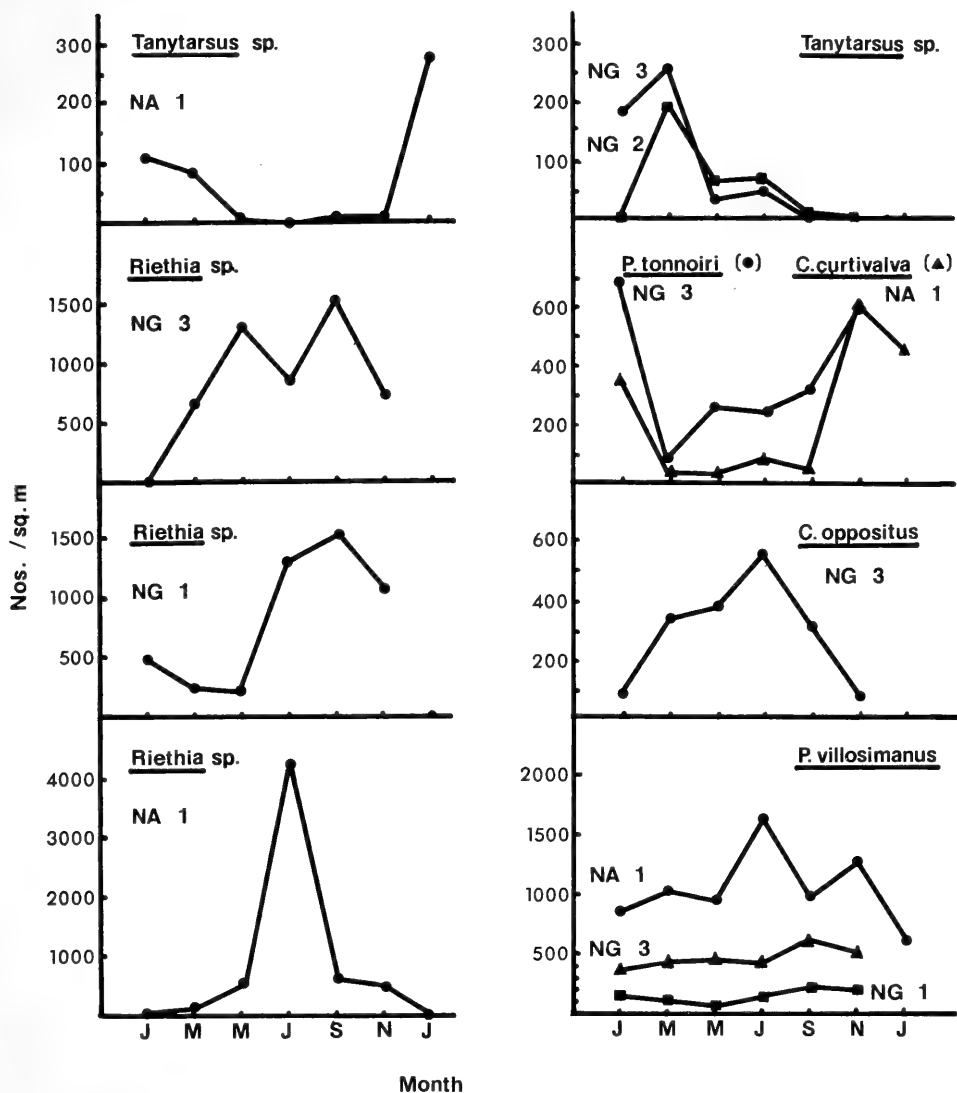 Nos. /sq.m
Tanytarsus sp.
NA 1
300
200
100
Riethia sp.
NG 3
1500
1000
500
Riethia sp.
NG 1
1500
1000
500
Riethia sp.
NA 1
4000
3000
2000
1000
J M M J S N J
Tanytarsus sp.
NG 3
NG 2
300
200
100
P. tonnoiri (●) C. curtivalva (▲)
NG 3 NA 1
600
400
200
C. oppositus
NG 3
600
400
200
P. villosimanus
2000
1500
1000
500
NA 1
NG 3
NG 1
J M M J S N J
Month